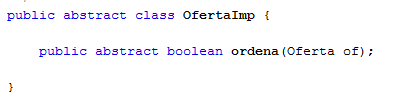 public abstract class OfertaImp {
public abstract boolean ordena(Oferta of);
}